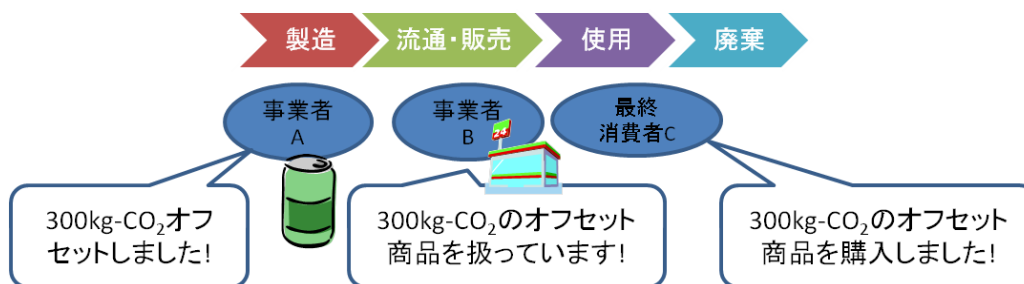 製造
流通・販売
使用
廃棄
事業者
A
事業者
B
最終
消費者C
300kg-CO₂オフ
セットしました!
300kg-CO₂のオフセット
商品を扱っています!
300kg-CO₂のオフセット
商品を購入しました!